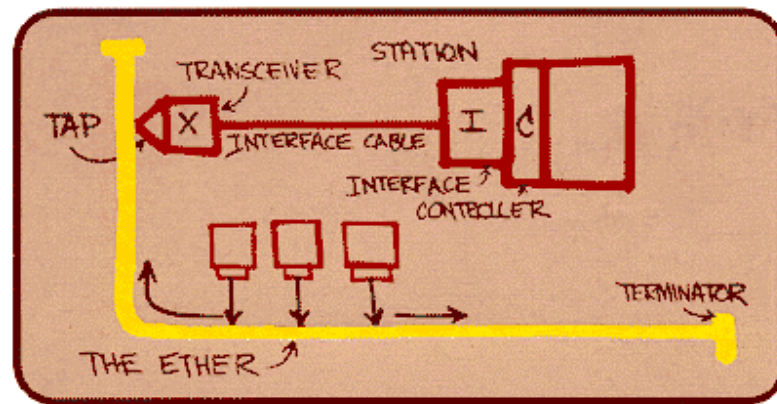 STATION
TRANSCEIVER
TAP
X
I
C
INTERFACE CABLE
INTERFACE
CONTROLLER
TERMINATOR
THE ETHER